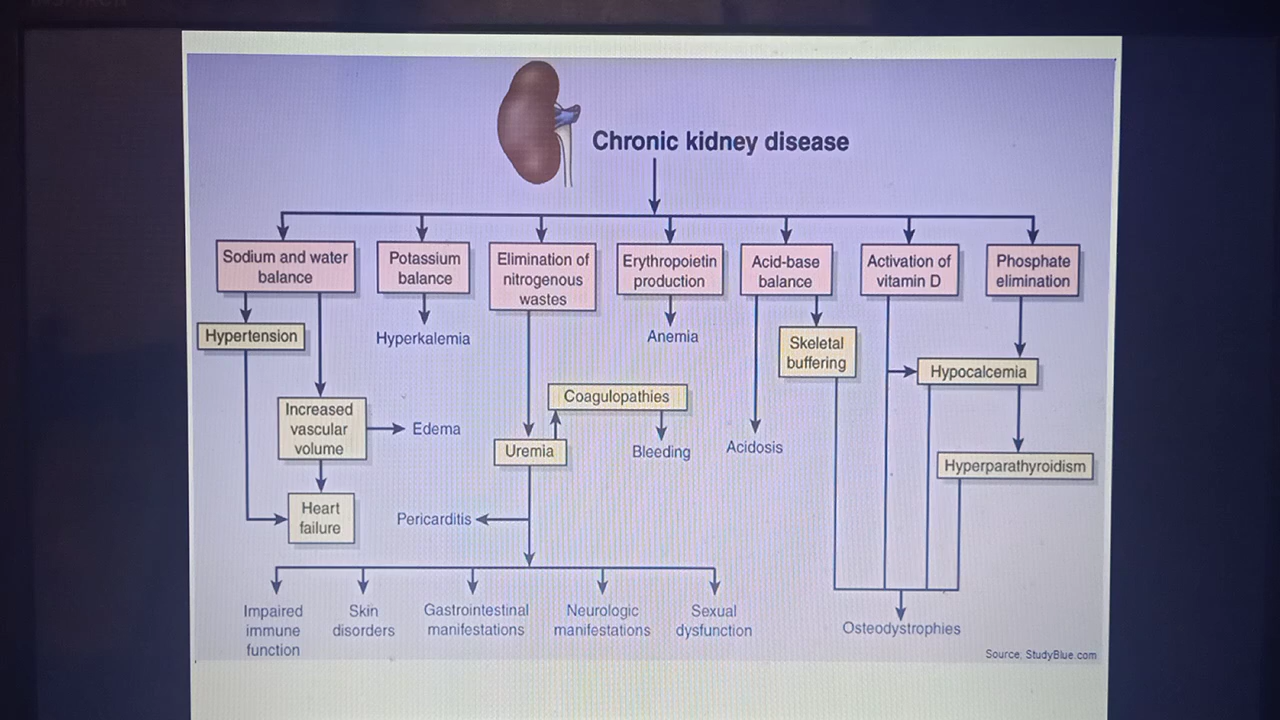 Chronic kidney disease
Sodium and water
balance
Potassium
balance
Elimination of
nitrogenous
wastes
Erythropoietin
production
Acid-base
balance
Activation of
vitamin D
Phosphate
elimination
Hypertension
Hyperkalemia
Anemia
Skeletal
buffering
Hypocalcemia
Increased
vascular
volume
Edema
Coagulopathies
Uremia
Bleeding
Acidosis
Hyperparathyroidism
Heart
failure
Pericarditis
Impaired
immune
function
Skin
disorders
Gastrointestinal
manifestations
Neurologic
manifestations
Sexual
dysfunction
Osteodystrophies
Source: StudyBlue.com